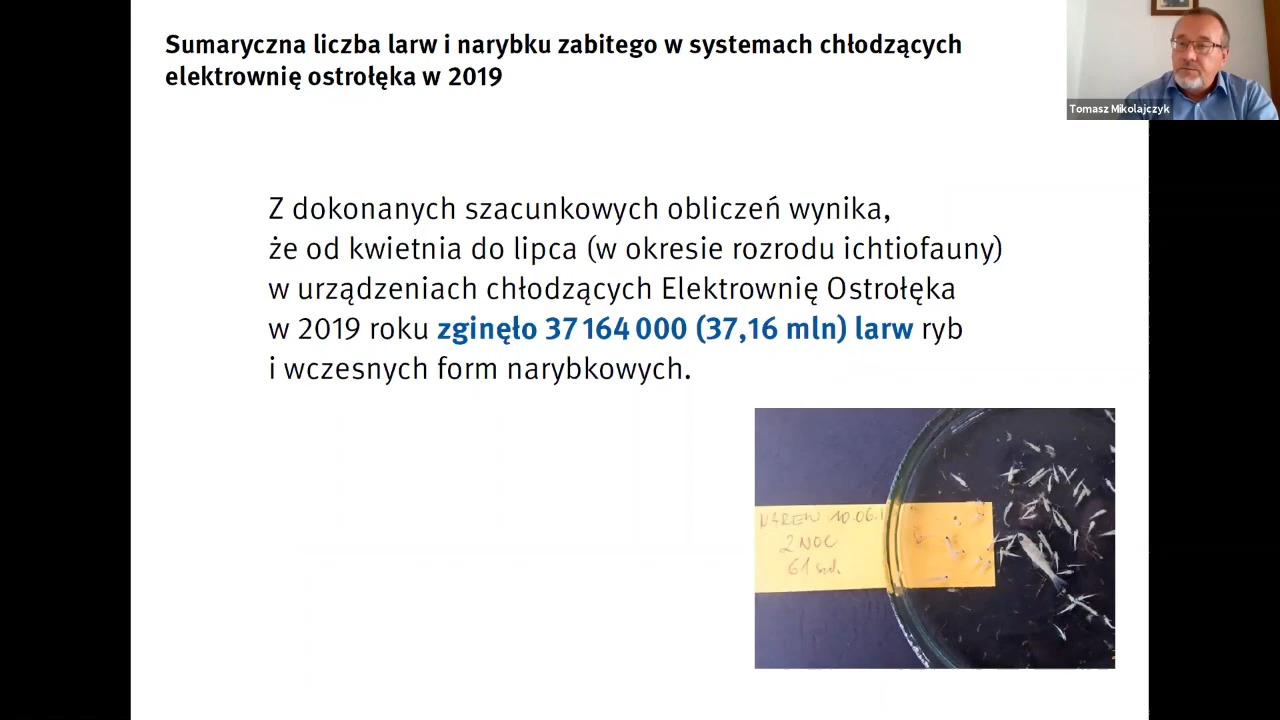 Sumaryczna liczba larw i narybku zabitego w systemach chłodzących
elektrownię ostrołęka w 2019
Tomasz Mikolajczyk
Z dokonanych szacunkowych obliczeń wynika,
że od kwietnia do lipca (w okresie rozrodu ichtiofauny)
w urządzeniach chłodzących Elektrownię Ostrołęka
w 2019 roku zginęło 37 164 000 (37,16 mln) larw ryb
i wczesnych form narybkowych.
NAREW 10.06.
2 NOC
61 szt.